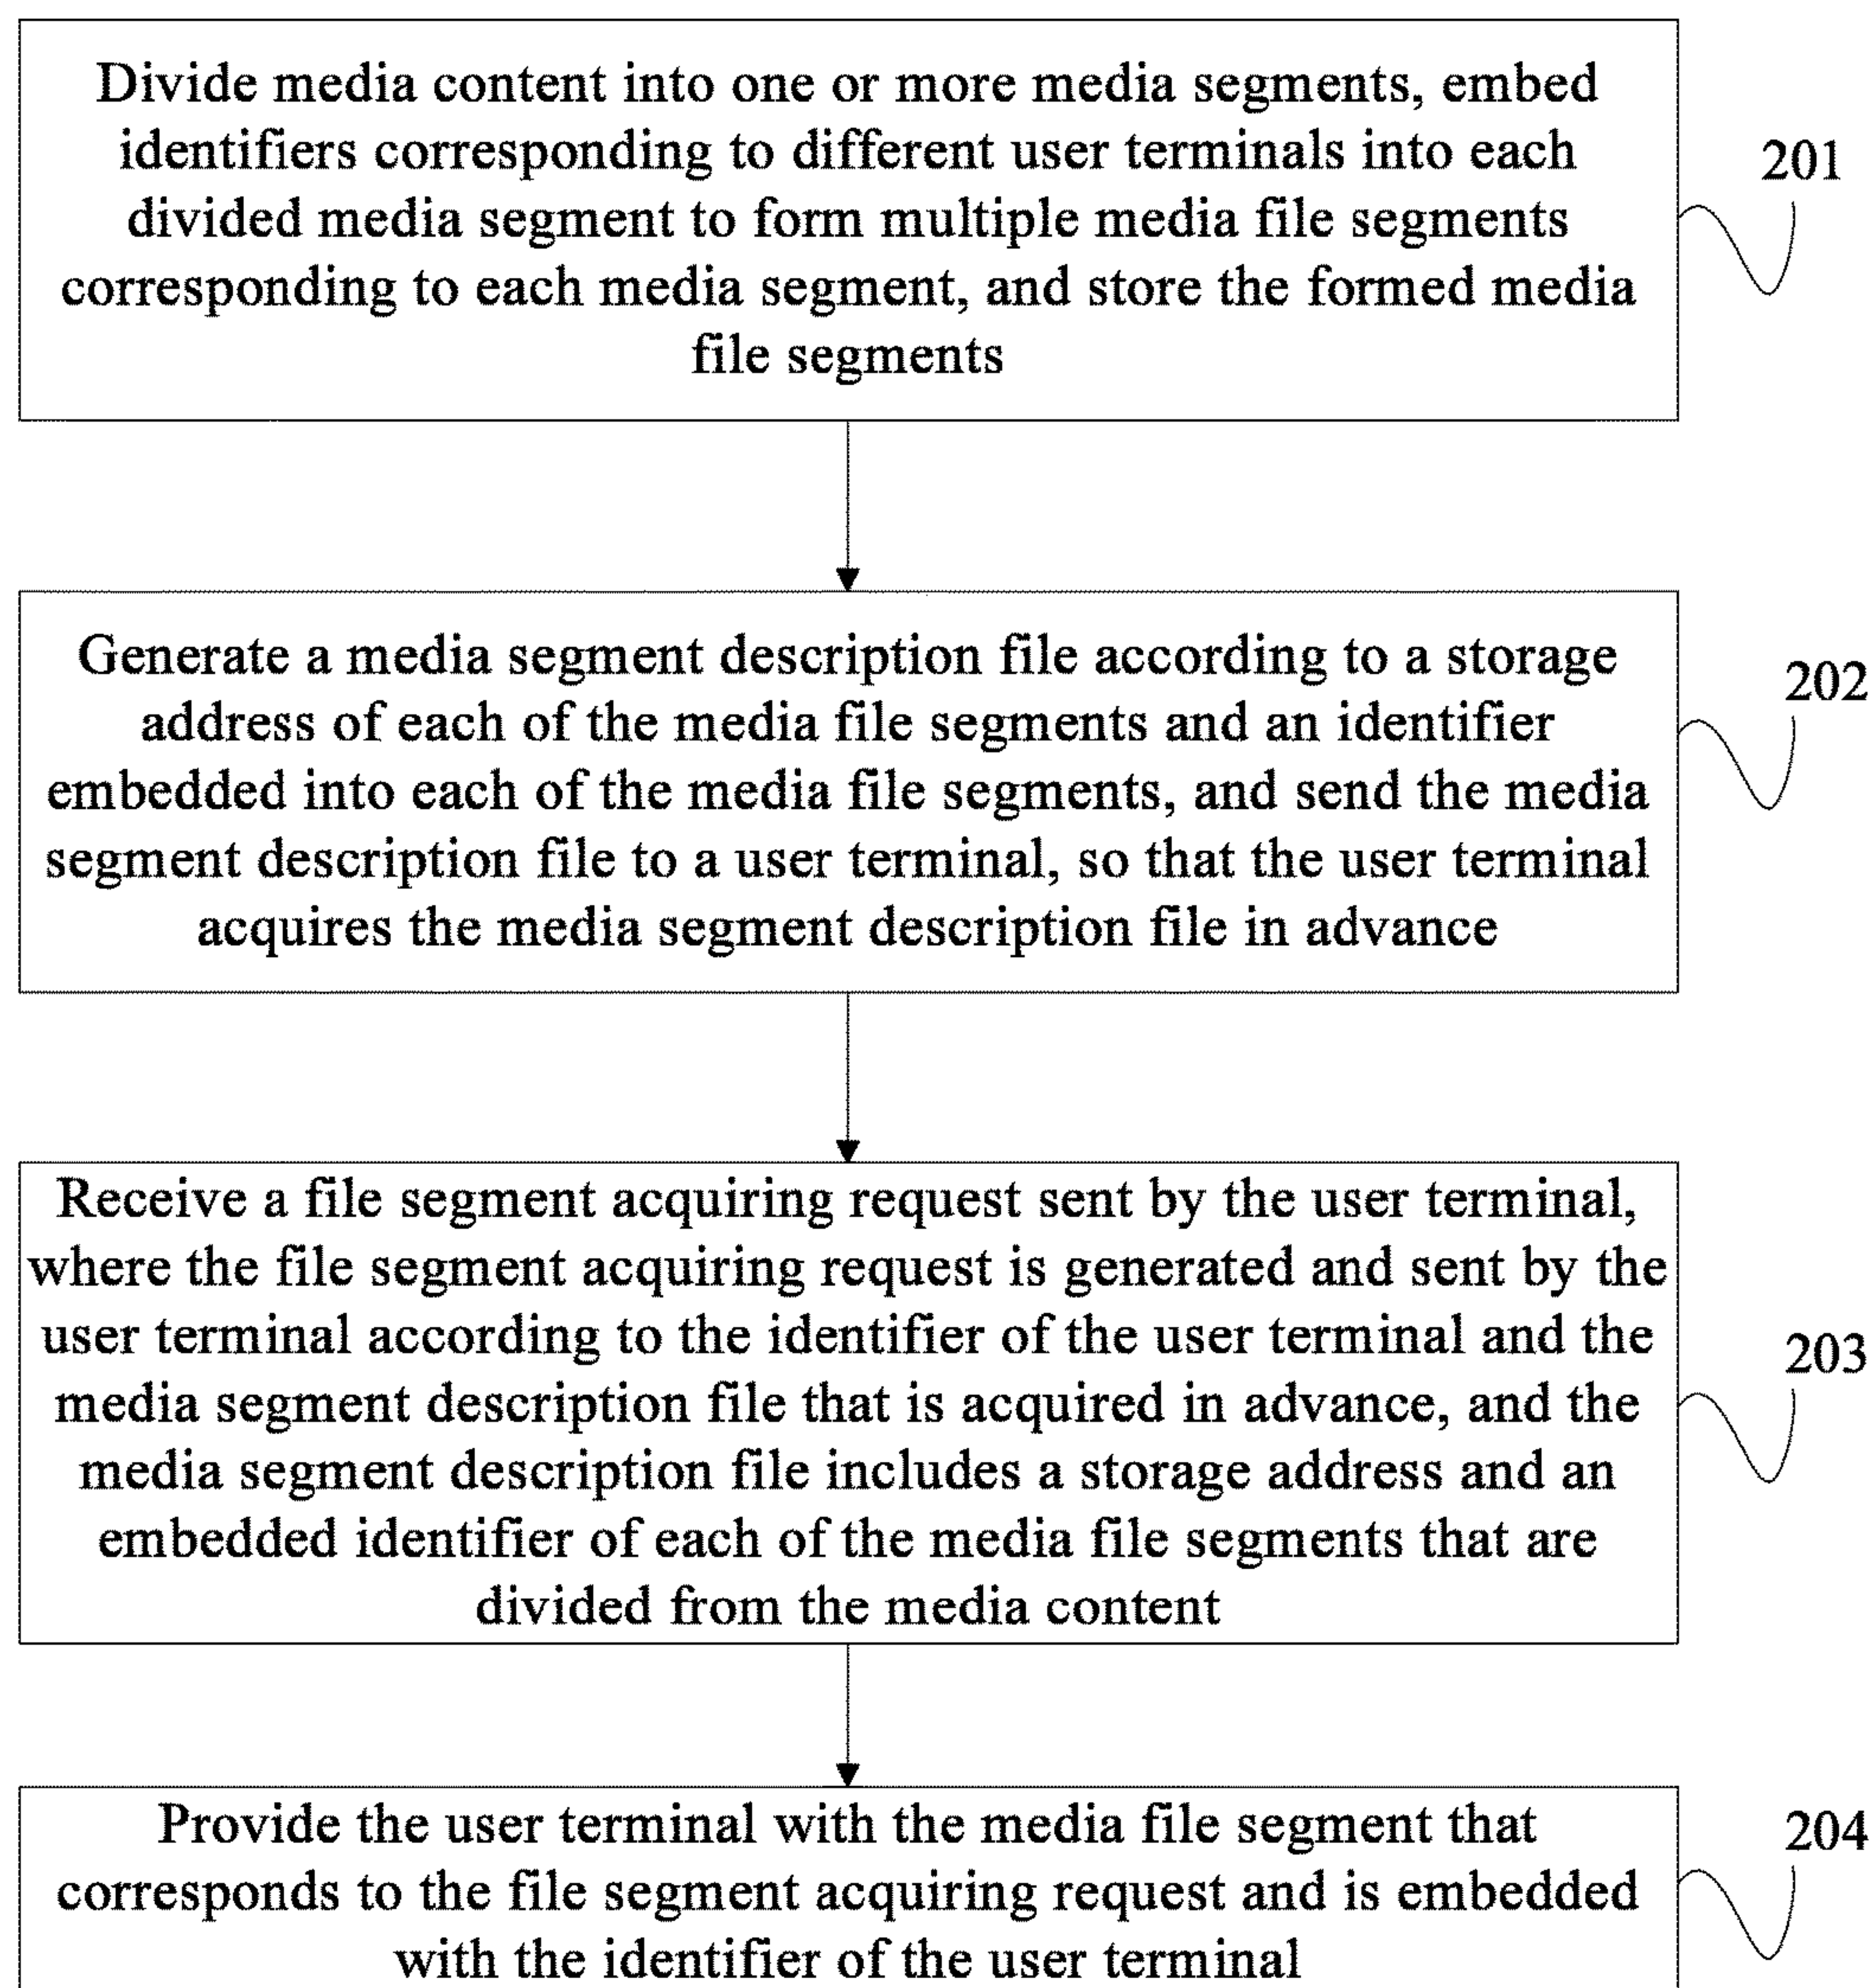 Divide media content into one or more media segments, embed
identifiers corresponding to different user terminals into each
divided media segment to form multiple media file segments
corresponding to each media segment, and store the formed media
file segments
201
Generate a media segment description file according to a storage
address of each of the media file segments and an identifier
embedded into each of the media file segments, and send the media
segment description file to a user terminal, so that the user terminal
acquires the media segment description file in advance
202
Receive a file segment acquiring request sent by the user terminal,
where the file segment acquiring request is generated and sent by the
user terminal according to the identifier of the user terminal and the
media segment description file that is acquired in advance, and the
media segment description file includes a storage address and an
embedded identifier of each of the media file segments that are
divided from the media content
203
Provide the user terminal with the media file segment that
corresponds to the file segment acquiring request and is embedded
with the identifier of the user terminal
204